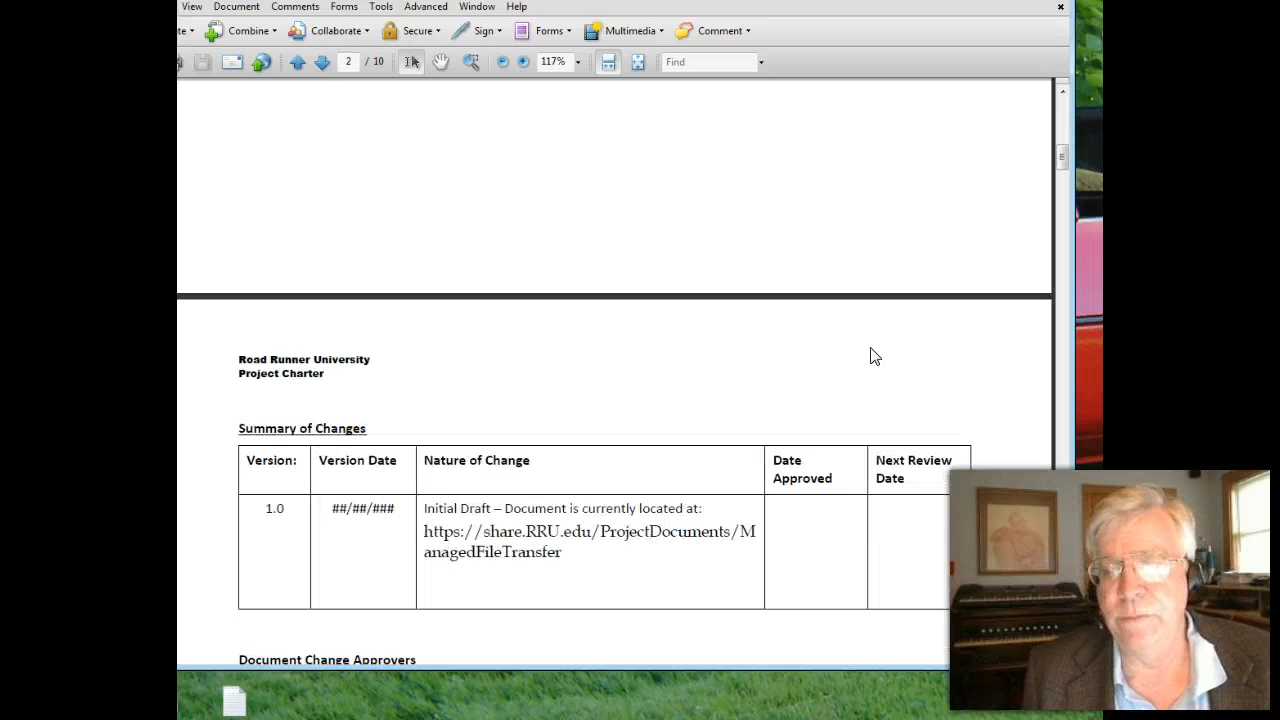 View Document Comments Forms Tools Advanced Window Help
Combine Collaborate Secure Sign Forms Multimedia Comment
2 / 10 117% Find
Road Runner University
Project Charter
Summary of Changes
Version: Version Date Nature of Change Date Approved Next Review Date
1.0 ##/##/### Initial Draft – Document is currently located at:
https://share.RRU.edu/ProjectDocuments/M
anagedFileTransfer
Document Change Approvers